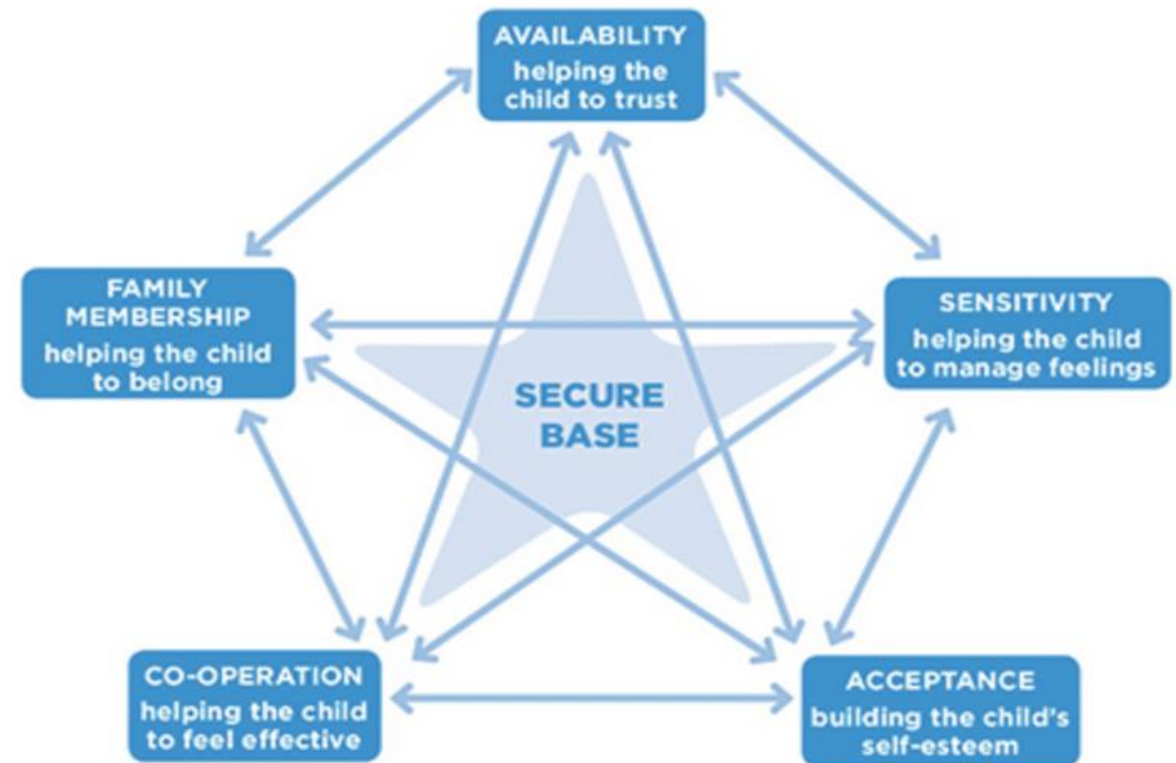 AVAILABILITY
helping the
child to trust
FAMILY
MEMBERSHIP
helping the child
to belong
SENSITIVITY
helping the child
to manage feelings
SECURE
BASE
CO-OPERATION
helping the child
to feel effective
ACCEPTANCE
building the child's
self-esteem